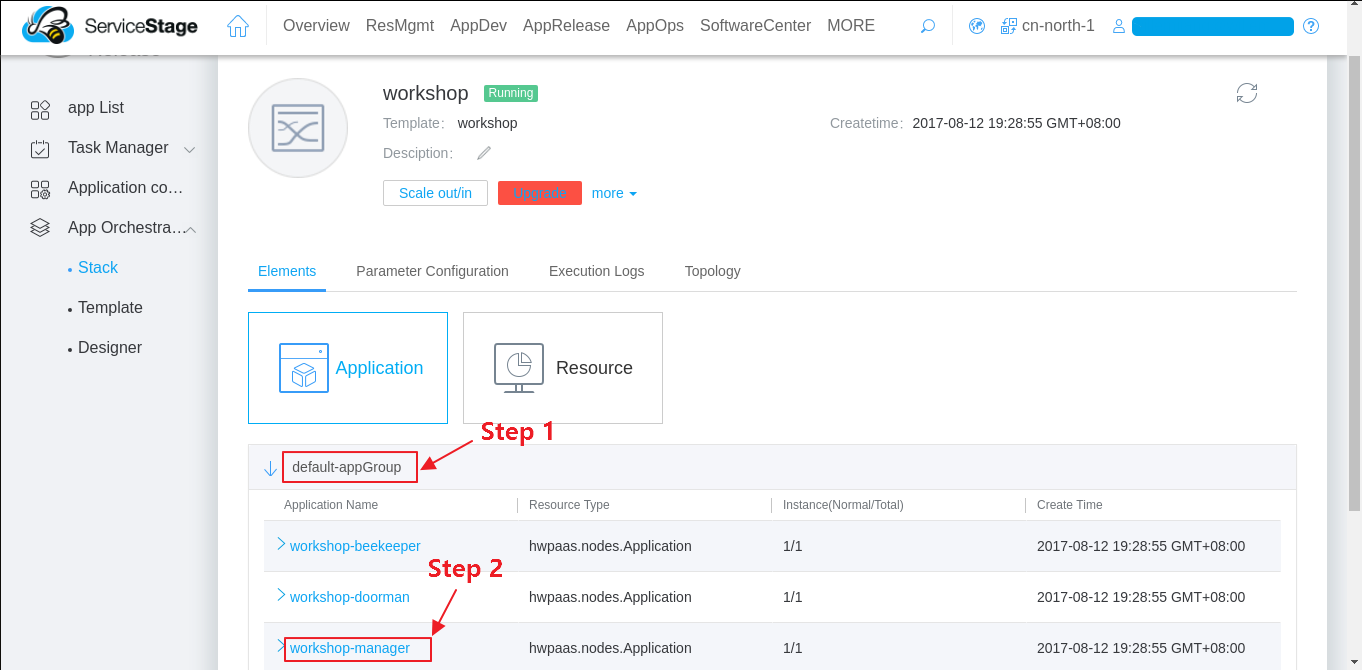 ServiceStage Overview ResMgmt AppDev AppRelease AppOps SoftwareCenter MORE cn-north-1
app List
Task Manager
Application co...
App Orchestra...
Stack
Template
Designer
workshop Running
Template: workshop Createtime: 2017-08-12 19:28:55 GMT+08:00
Desciption:
Scale out/in Upgrade more
Elements Parameter Configuration Execution Logs Topology
Application Resource
Step 1
default-appGroup
Application Name Resource Type Instance(Normal/Total) Create Time
workshop-beekeeper hwpaas.nodes.Application 1/1 2017-08-12 19:28:55 GMT+08:00
Step 2
workshop-doorman hwpaas.nodes.Application 1/1 2017-08-12 19:28:55 GMT+08:00
workshop-manager hwpaas.nodes.Application 1/1 2017-08-12 19:28:55 GMT+08:00